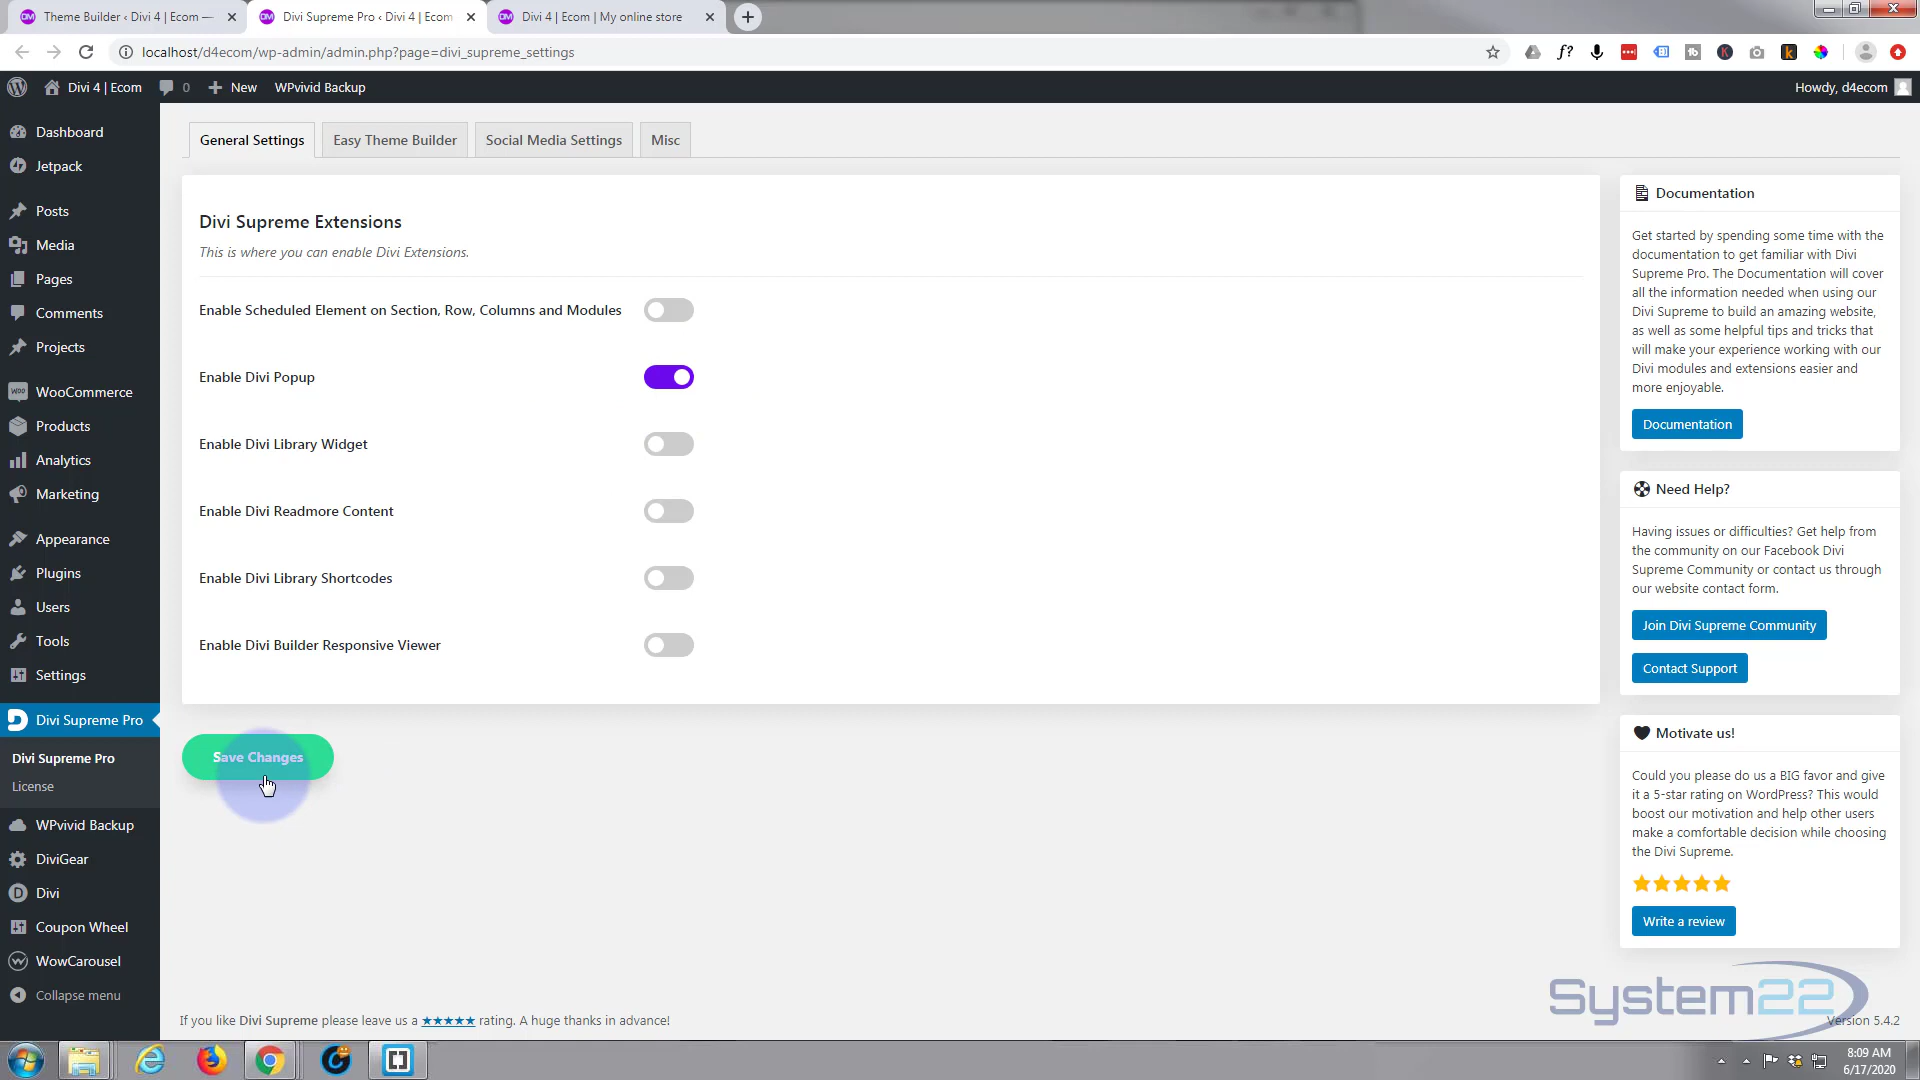 Theme Builder ‹ Divi 4 | Ecom —
Divi Supreme Pro ‹ Divi 4 | Ecom
Divi 4 | Ecom | My online store
localhost/d4ecom/wp-admin/admin.php?page=divi_supreme_settings
Divi 4 | Ecom
0
New
WPvivid Backup
Howdy, d4ecom
Dashboard
Jetpack
Posts
Media
Pages
Comments
Projects
WooCommerce
Products
Analytics
Marketing
Appearance
Plugins
Users
Tools
Settings
Divi Supreme Pro
Divi Supreme Pro
License
WPvivid Backup
DiviGear
Divi
Coupon Wheel
WowCarousel
Collapse menu
General Settings
Easy Theme Builder
Social Media Settings
Misc
Divi Supreme Extensions
This is where you can enable Divi Extensions.
Enable Scheduled Element on Section, Row, Columns and Modules
Enable Divi Popup
Enable Divi Library Widget
Enable Divi Readmore Content
Enable Divi Library Shortcodes
Enable Divi Builder Responsive Viewer
Save Changes
Documentation
Get started by spending some time with the
documentation to get familiar with Divi
Supreme Pro. The Documentation will cover
all the information needed when using our
Divi Supreme to build an amazing website,
as well as some helpful tips and tricks that
will make your experience working with our
Divi modules and extensions easier and
more enjoyable.
Documentation
Need Help?
Having issues or difficulties? Get help from
the community on our Facebook Divi
Supreme Community or contact us through
our website contact form.
Join Divi Supreme Community
Contact Support
Motivate us!
Could you please do us a BIG favor and give
it a 5-star rating on WordPress? This would
boost our motivation and help other users
make a comfortable decision while choosing
the Divi Supreme.
Write a review
If you like Divi Supreme please leave us a ★★★★★ rating. A huge thanks in advance!
System22
Version 5.4.2
8:09 AM
6/17/2020